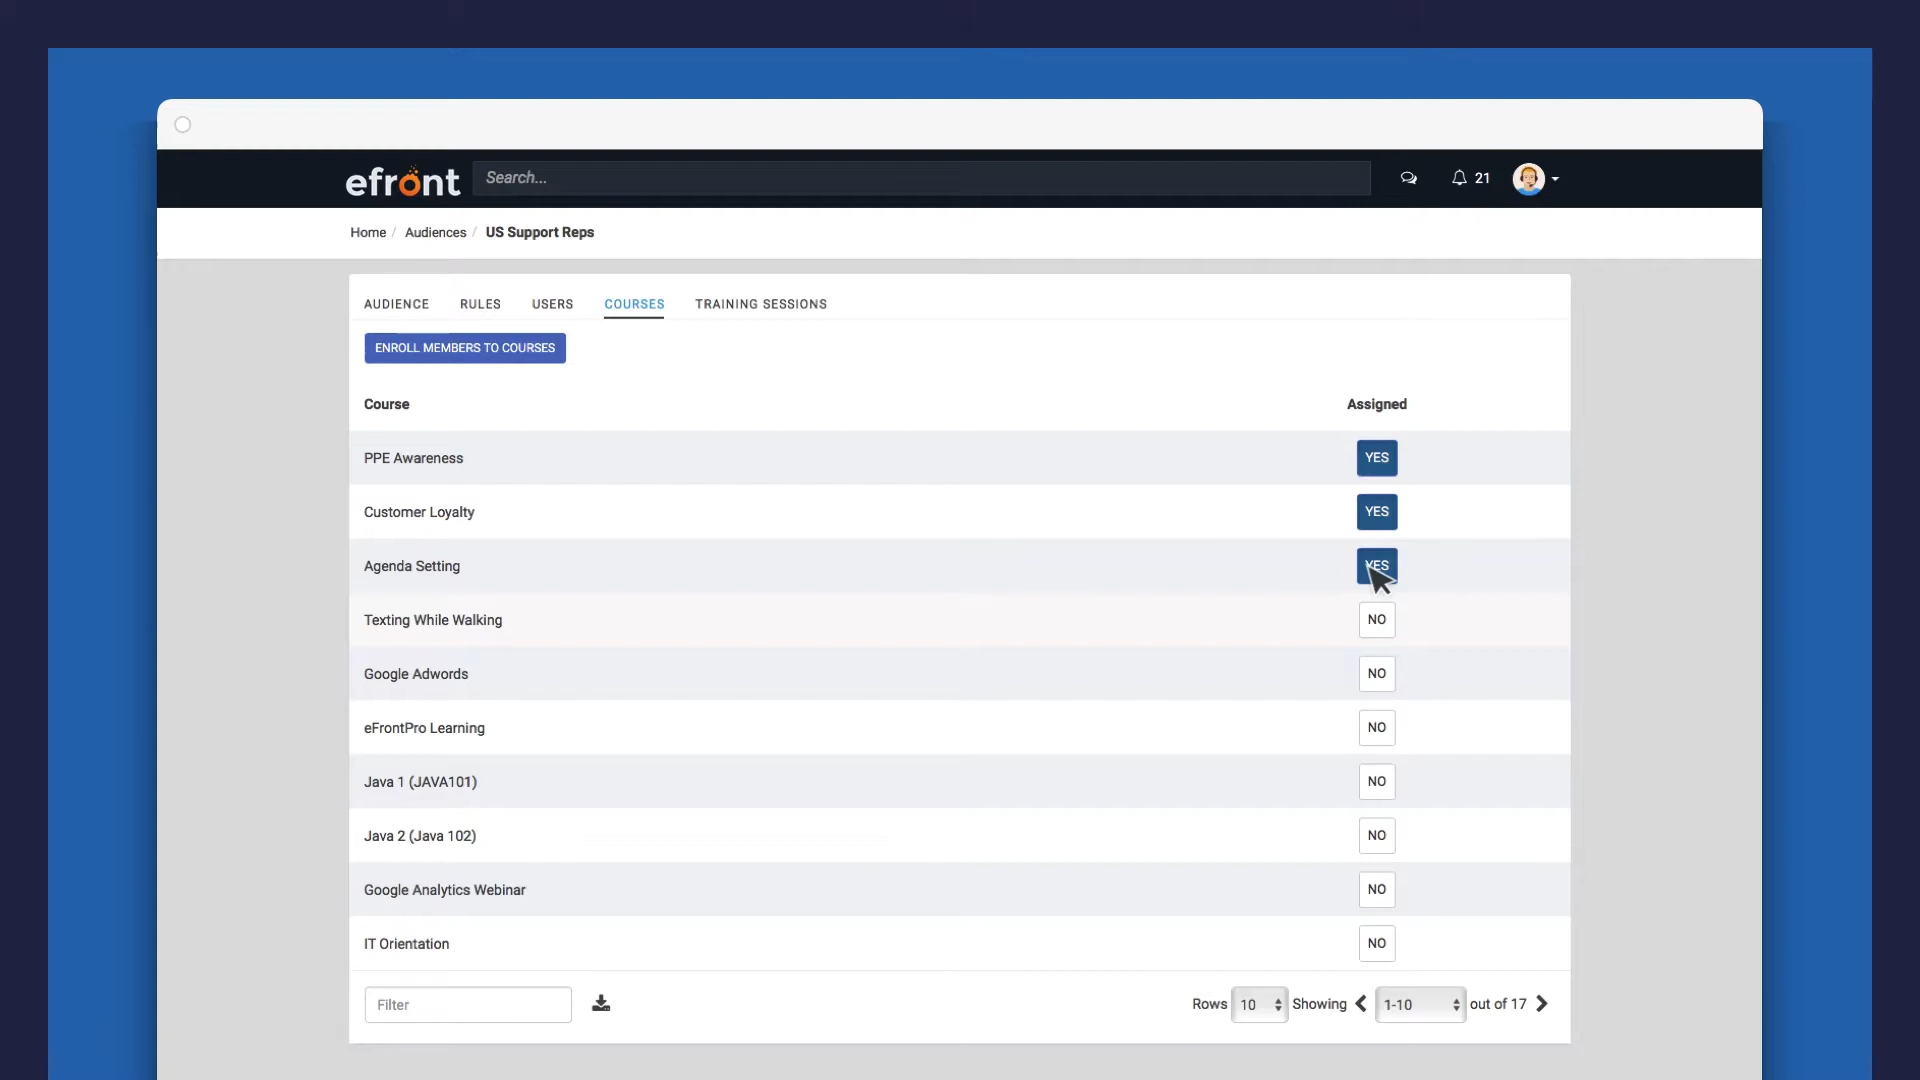 efront
Search...
21
Home / Audiences / US Support Reps
AUDIENCE RULES USERS COURSES TRAINING SESSIONS
ENROLL MEMBERS TO COURSES
Course Assigned
PPE Awareness YES
Customer Loyalty YES
Agenda Setting YES
Texting While Walking NO
Google Adwords NO
eFrontPro Learning NO
Java 1 (JAVA101) NO
Java 2 (Java 102) NO
Google Analytics Webinar NO
IT Orientation NO
Filter Rows 10 Showing 1-10 out of 17